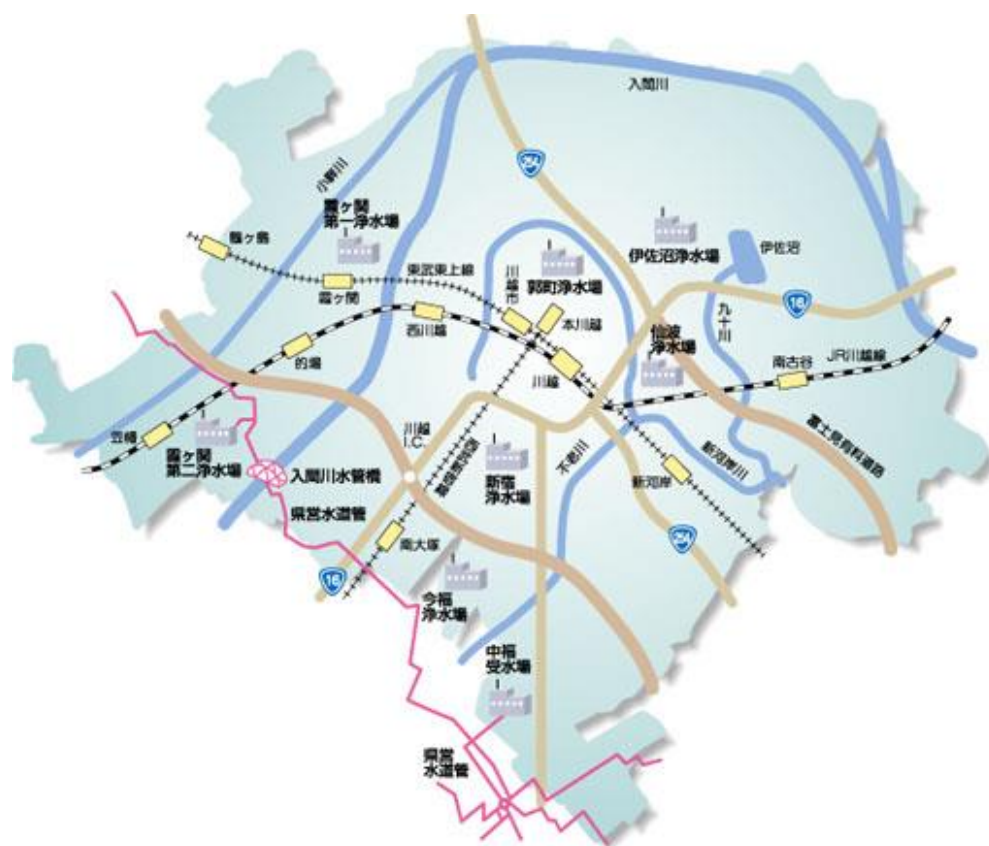 入間川
254
小畔川
霞ヶ関
第一浄水場
伊佐沼浄水場
伊佐沼
鶴ヶ島
東武東上線
川越市
郭町浄水場
霞ヶ関
16
九十川
本川越
西川越
仙波
浄水場
的場
川越
南古谷
JR川越線
笠幡
川越
I.C.
富士見有料道路
霞ヶ関
第二浄水場
不老川
新河岸川
入間川水管橋
新宿
浄水場
新河岸
県営水道管
南大塚
254
16
今福
浄水場
中福
受水場
県営
水道管